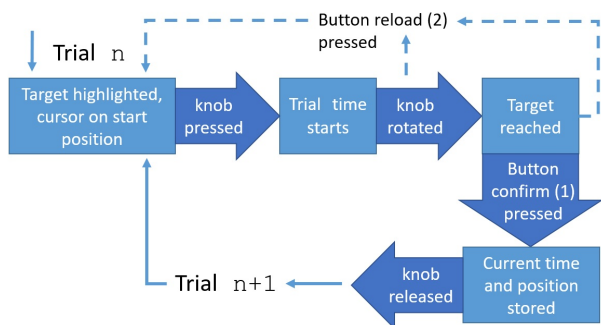 Button reload (2)
pressed
Trial n
Target highlighted,
cursor on start
position
knob
pressed
Trial time
starts
knob
rotated
Target
reached
Button
confirm (1)
pressed
Current time
and position
stored
knob
released
Trial n+1